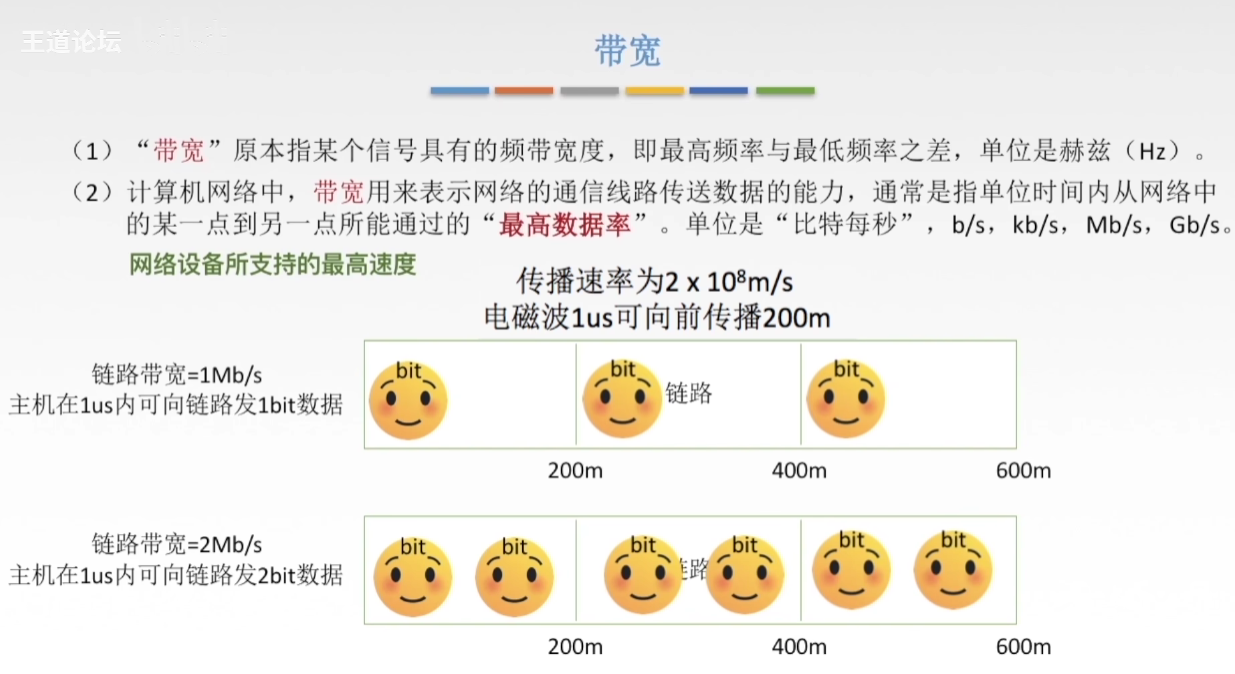 王道论坛
带宽
（1）“带宽”原本指某个信号具有的频带宽度，即最高频率与最低频率之差，单位是赫兹（Hz）。
（2）计算机网络中，带宽用来表示网络的通信线路传送数据的能力，通常是指单位时间内从网络中
的某一点到另一点所能通过的“最高数据率”。单位是“比特每秒”，b/s，kb/s，Mb/s，Gb/s。
网络设备所支持的最高速度
传播速率为2 x 10⁸m/s
电磁波1us可向前传播200m
链路带宽=1Mb/s
主机在1us内可向链路发1bit数据
bit bit 链路 bit
200m 400m 600m
链路带宽=2Mb/s
主机在1us内可向链路发2bit数据
bit bit bit 链路 bit bit bit
200m 400m 600m